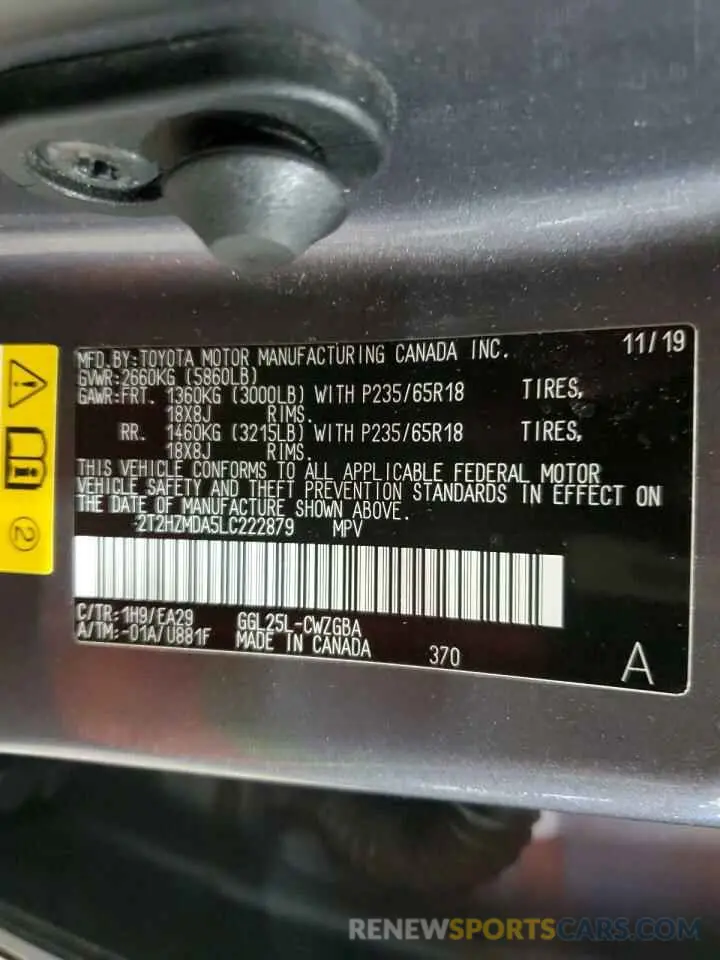 MFD. BY: TOYOTA MOTOR MANUFACTURING CANADA INC. 11/19
GVWR: 2660KG (5860LB)
GAWR: FRT. 1360KG (3000LB) WITH P235/65R18 TIRES,
18X8J RIMS.
RR. 1460KG (3215LB) WITH P235/65R18 TIRES,
18X8J RIMS.
THIS VEHICLE CONFORMS TO ALL APPLICABLE FEDERAL MOTOR
VEHICLE SAFETY AND THEFT PREVENTION STANDARDS IN EFFECT ON
THE DATE OF MANUFACTURE SHOWN ABOVE.
2T2HZMDA5LC222879 MPV
C/TR: 1H9/EA29 GGL25L-CWZGBA
A/TM: -01A/U881F MADE IN CANADA 370 A
2
RENEWSPORTSCARS.COM